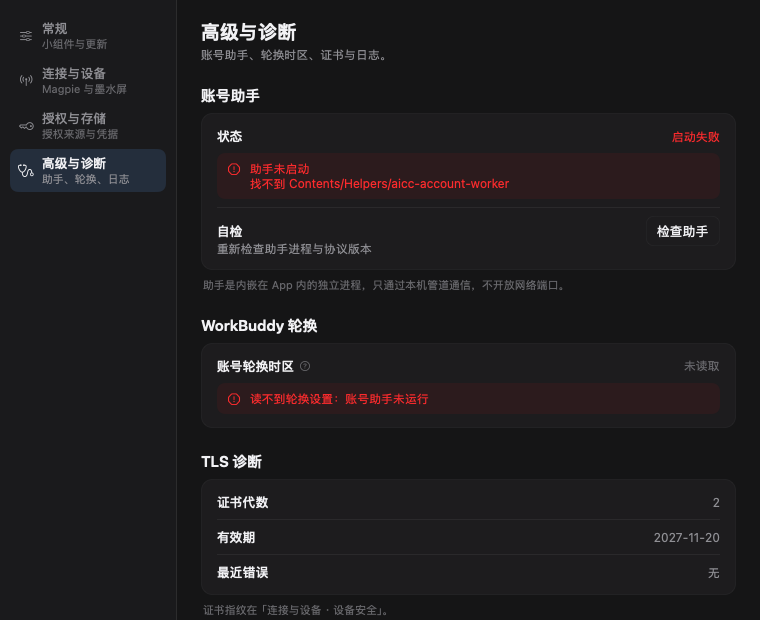 常规
小组件与更新
连接与设备
Magpie 与墨水屏
授权与存储
授权来源与凭据
高级与诊断
助手、轮换、日志
高级与诊断
账号助手、轮换时区、证书与日志。
账号助手
状态
启动失败
助手未启动
找不到 Contents/Helpers/aicc-account-worker
自检
重新检查助手进程与协议版本
检查助手
助手是内嵌在 App 内的独立进程，只通过本机管道通信，不开放网络端口。
WorkBuddy 轮换
账号轮换时区
未读取
读不到轮换设置：账号助手未运行
TLS 诊断
证书代数
2
有效期
2027-11-20
最近错误
无
证书指纹在「连接与设备 · 设备安全」。